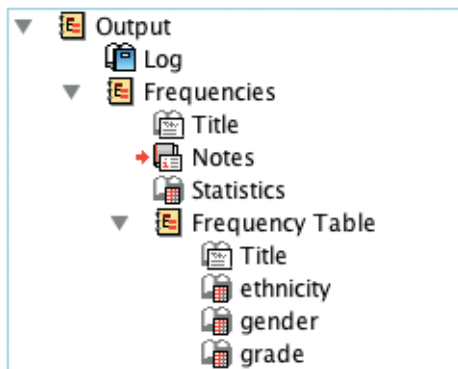 Output
Log
Frequencies
Title
Notes
Statistics
Frequency Table
Title
ethnicity
gender
grade